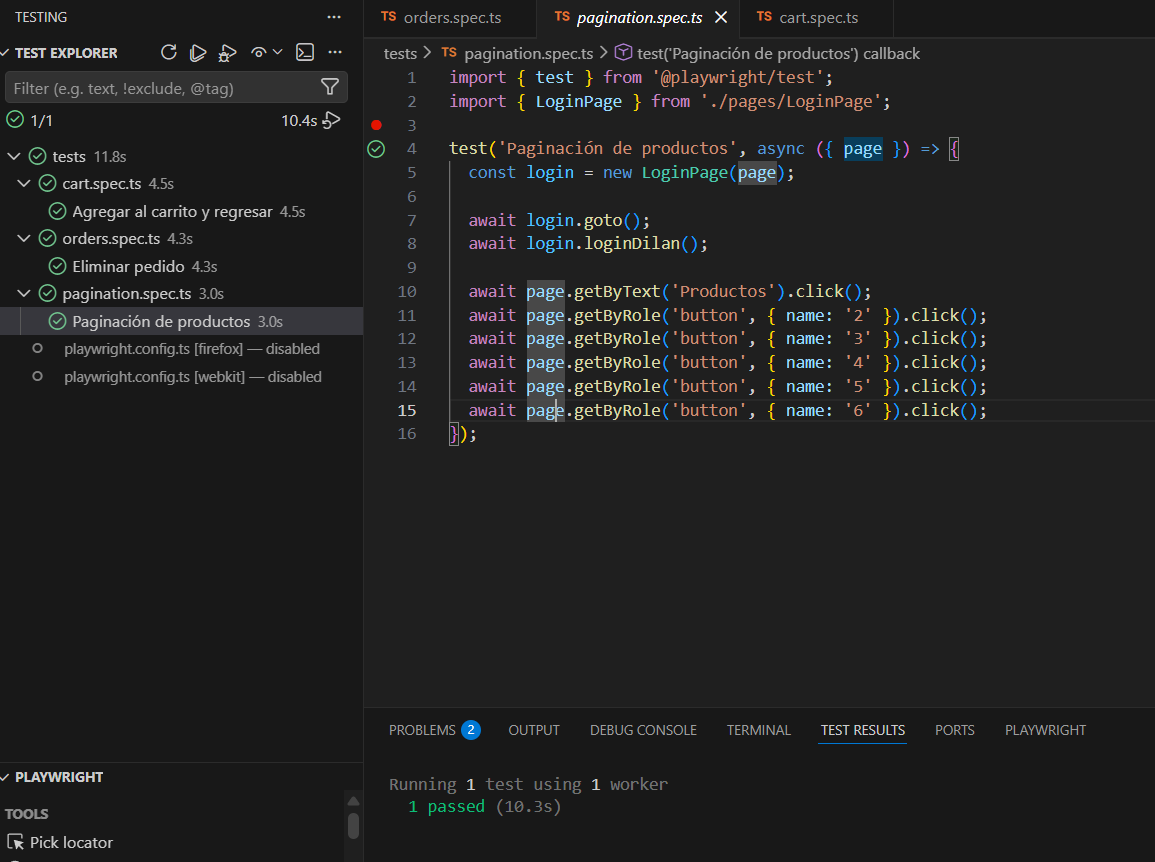 TESTING
TEST EXPLORER
Filter (e.g. text, !exclude, @tag)
1/1 10.4s
tests 11.8s
cart.spec.ts 4.5s
Agregar al carrito y regresar 4.5s
orders.spec.ts 4.3s
Eliminar pedido 4.3s
pagination.spec.ts 3.0s
Paginación de productos 3.0s
playwright.config.ts [firefox] — disabled
playwright.config.ts [webkit] — disabled
PLAYWRIGHT
TOOLS
Pick locator
TS orders.spec.ts TS pagination.spec.ts TS cart.spec.ts
tests > TS pagination.spec.ts > test('Paginación de productos') callback
1 import { test } from '@playwright/test';
2 import { LoginPage } from './pages/LoginPage';
3
4 test('Paginación de productos', async ({ page }) => {
5 const login = new LoginPage(page);
6
7 await login.goto();
8 await login.loginDilan();
9
10 await page.getByText('Productos').click();
11 await page.getByRole('button', { name: '2' }).click();
12 await page.getByRole('button', { name: '3' }).click();
13 await page.getByRole('button', { name: '4' }).click();
14 await page.getByRole('button', { name: '5' }).click();
15 await page.getByRole('button', { name: '6' }).click();
16 });
PROBLEMS 2 OUTPUT DEBUG CONSOLE TERMINAL TEST RESULTS PORTS PLAYWRIGHT
Running 1 test using 1 worker
1 passed (10.3s)